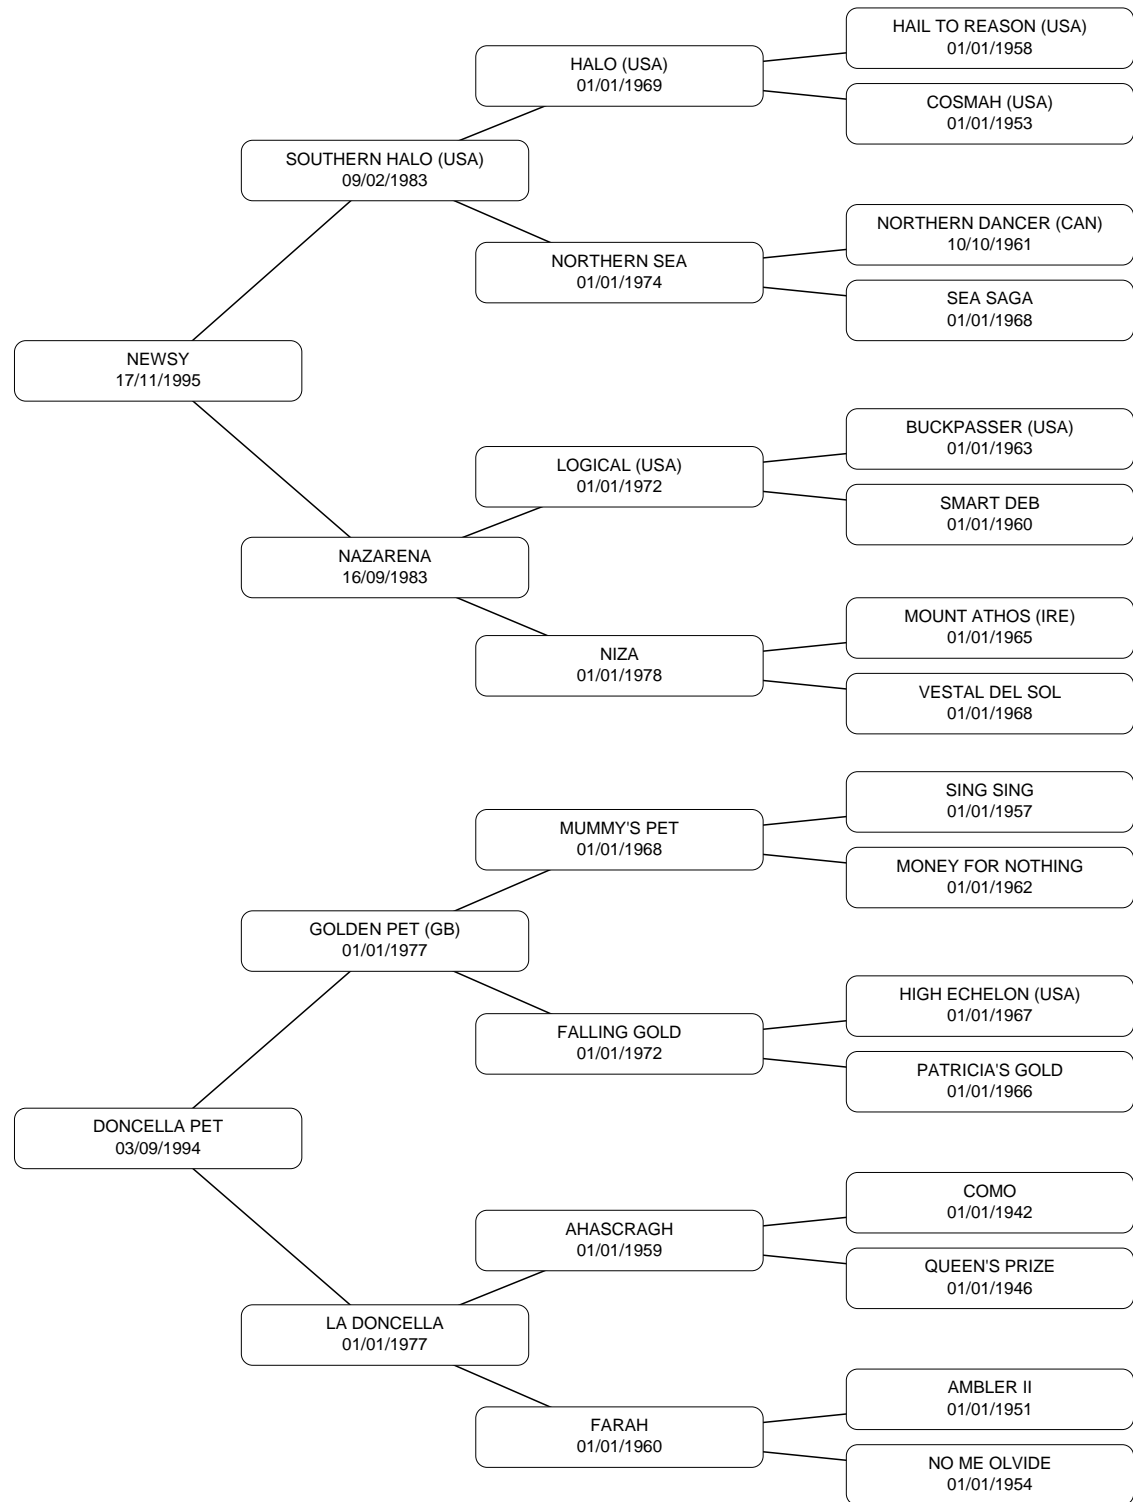 HAIL TO REASON (USA)
01/01/1958
HALO (USA)
01/01/1969
COSMAH (USA)
01/01/1953
SOUTHERN HALO (USA)
09/02/1983
NORTHERN DANCER (CAN)
10/10/1961
NORTHERN SEA
01/01/1974
SEA SAGA
01/01/1968
NEWSY
17/11/1995
BUCKPASSER (USA)
01/01/1963
LOGICAL (USA)
01/01/1972
SMART DEB
01/01/1960
NAZARENA
16/09/1983
MOUNT ATHOS (IRE)
01/01/1965
NIZA
01/01/1978
VESTAL DEL SOL
01/01/1968
SING SING
01/01/1957
MUMMY'S PET
01/01/1968
MONEY FOR NOTHING
01/01/1962
GOLDEN PET (GB)
01/01/1977
HIGH ECHELON (USA)
01/01/1967
FALLING GOLD
01/01/1972
PATRICIA'S GOLD
01/01/1966
DONCELLA PET
03/09/1994
COMO
01/01/1942
AHASCRAGH
01/01/1959
QUEEN'S PRIZE
01/01/1946
LA DONCELLA
01/01/1977
AMBLER II
01/01/1951
FARAH
01/01/1960
NO ME OLVIDE
01/01/1954